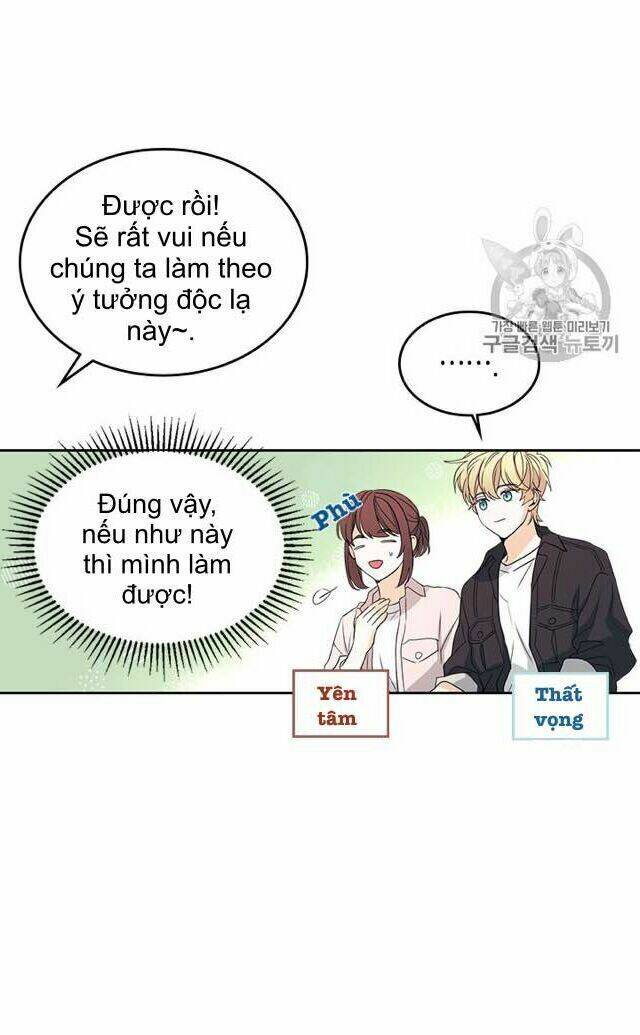 Được rồi!
Sẽ rất vui nếu
chúng ta làm theo
ý tưởng độc lạ
này~.
가장 빠른 웹툰 미리보기
구글검색 뉴토끼
…….
Đúng vậy,
nếu như này
thì mình làm
được!
Phù
Yên
tâm
Thất
vọng